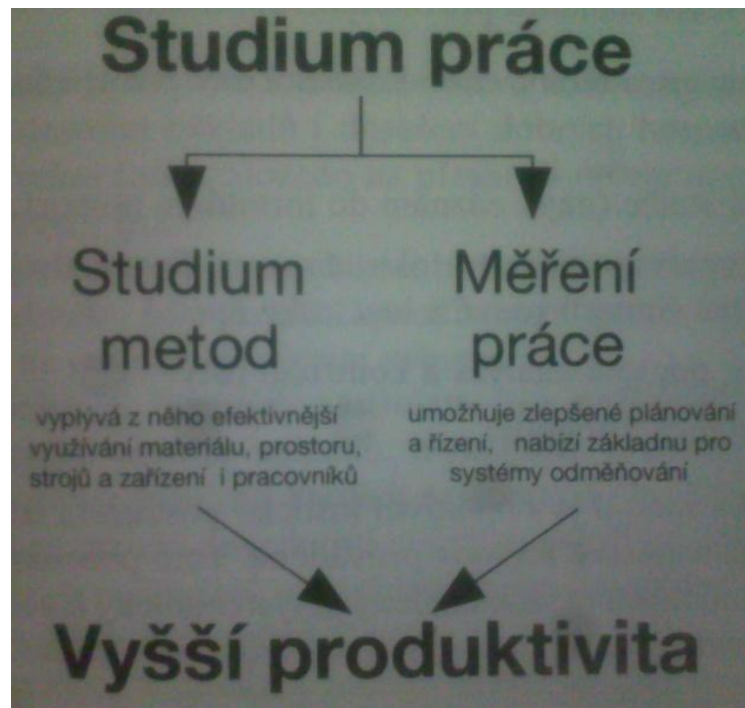 Studium práce
Studium
metod
vyplývá z něho efektivnější
využívání materiálu, prostoru,
strojů a zařízení i pracovníků
Měření
práce
umožňuje zlepšené plánování
a řízení, nabízí základnu pro
systémy odměňování
Vyšší produktivita